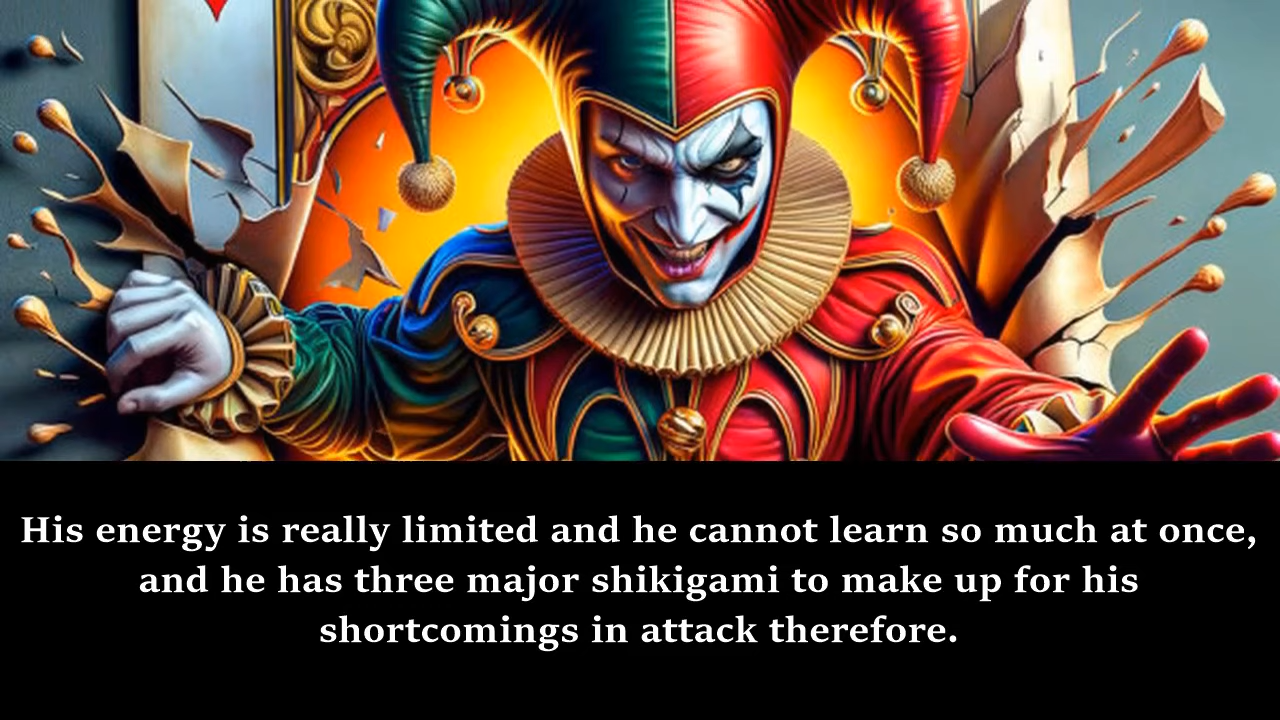 His energy is really limited and he cannot learn so much at once,
and he has three major shikigami to make up for his
shortcomings in attack therefore.